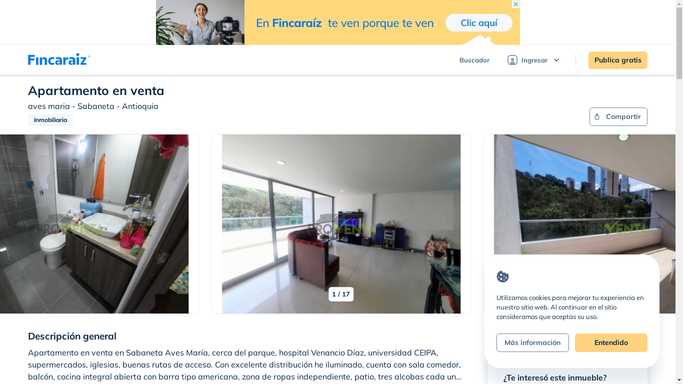 En Fincaraíz te ven porque te ven
Clic aquí
Fincaraíz
Buscador
Ingresar
Publica gratis
Apartamento en venta
aves maria - Sabaneta - Antioquia
Inmobiliaria
Compartir
1 / 17
Utilizamos cookies para mejorar tu experiencia en
nuestro sitio web. Al continuar en el sitio
consideramos que aceptas su uso.
Más información
Entendido
Descripción general
Apartamento en venta en Sabaneta Aves María, cerca del parque, hospital Venancio Díaz, universidad CEIPA,
supermercados, iglesias, buenas rutas de acceso. Con excelente distribución he iluminado, cuenta con sala comedor,
balcón, cocina integral abierta con barra tipo americana, zona de ropas independiente, patio, tres alcobas cada un...
¿Te interesó este inmueble?